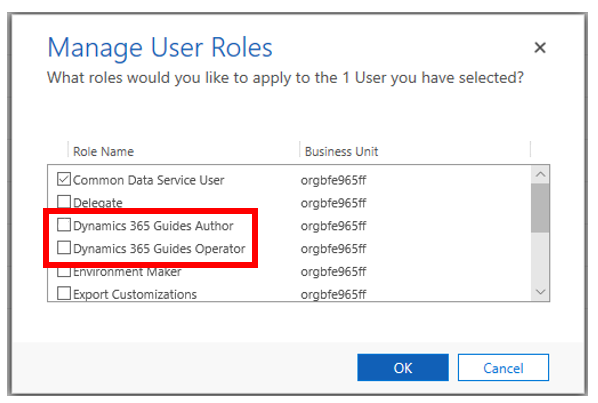 Manage User Roles
What roles would you like to apply to the 1 User you have selected?
Role Name Business Unit
Common Data Service User orgbfe965ff
Delegate orgbfe965ff
Dynamics 365 Guides Author orgbfe965ff
Dynamics 365 Guides Operator orgbfe965ff
Environment Maker orgbfe965ff
Export Customizations orgbfe965ff
OK Cancel